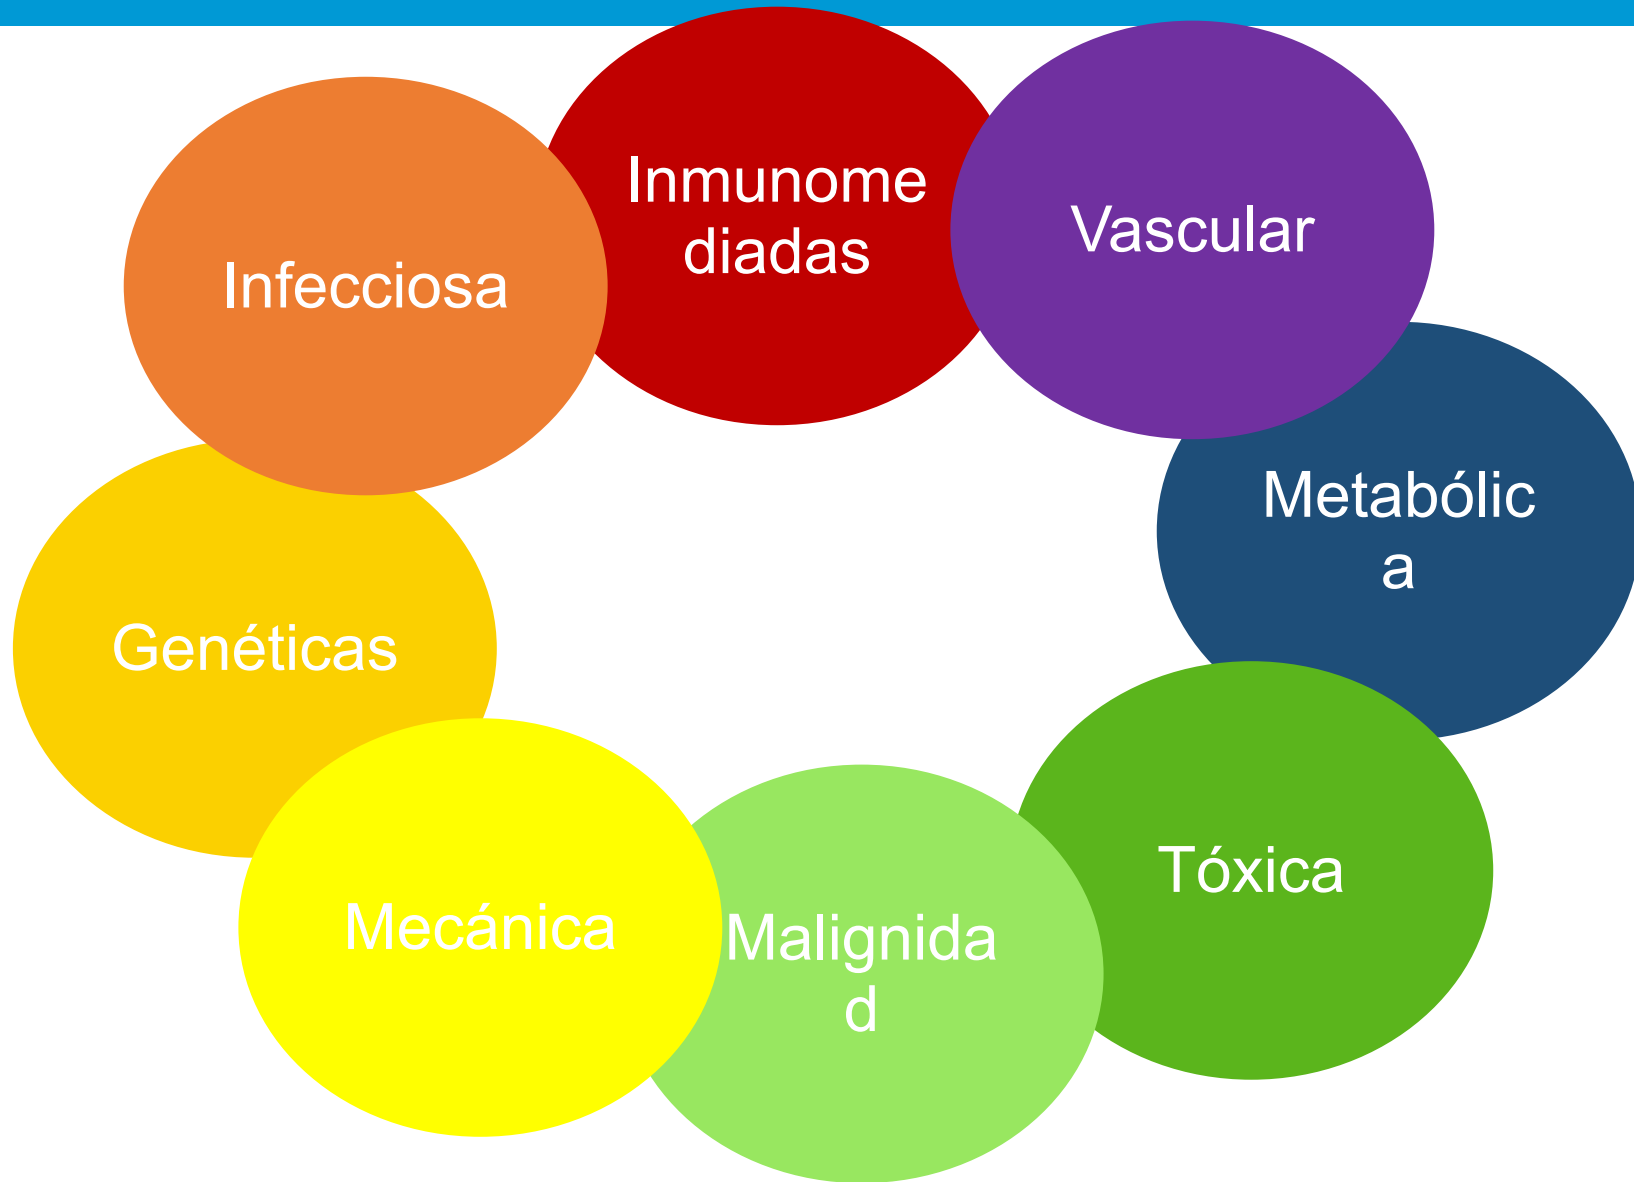 Inmunome
diadas
Vascular
Infecciosa
Metabólic
a
Genéticas
Tóxica
Mecánica
Malignida
d